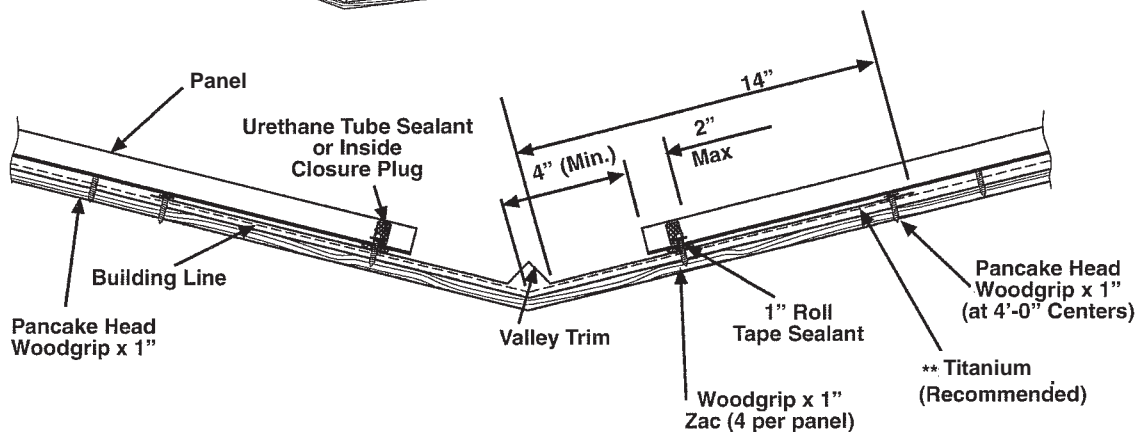 Panel
Urethane Tube Sealant
or Inside
Closure Plug
14”
2”
Max
4” (Min.)
Building Line
Pancake Head
Woodgrip x 1”
Valley Trim
1” Roll
Tape Sealant
Woodgrip x 1”
Zac (4 per panel)
Pancake Head
Woodgrip x 1”
(at 4’-0” Centers)
** Titanium
(Recommended)